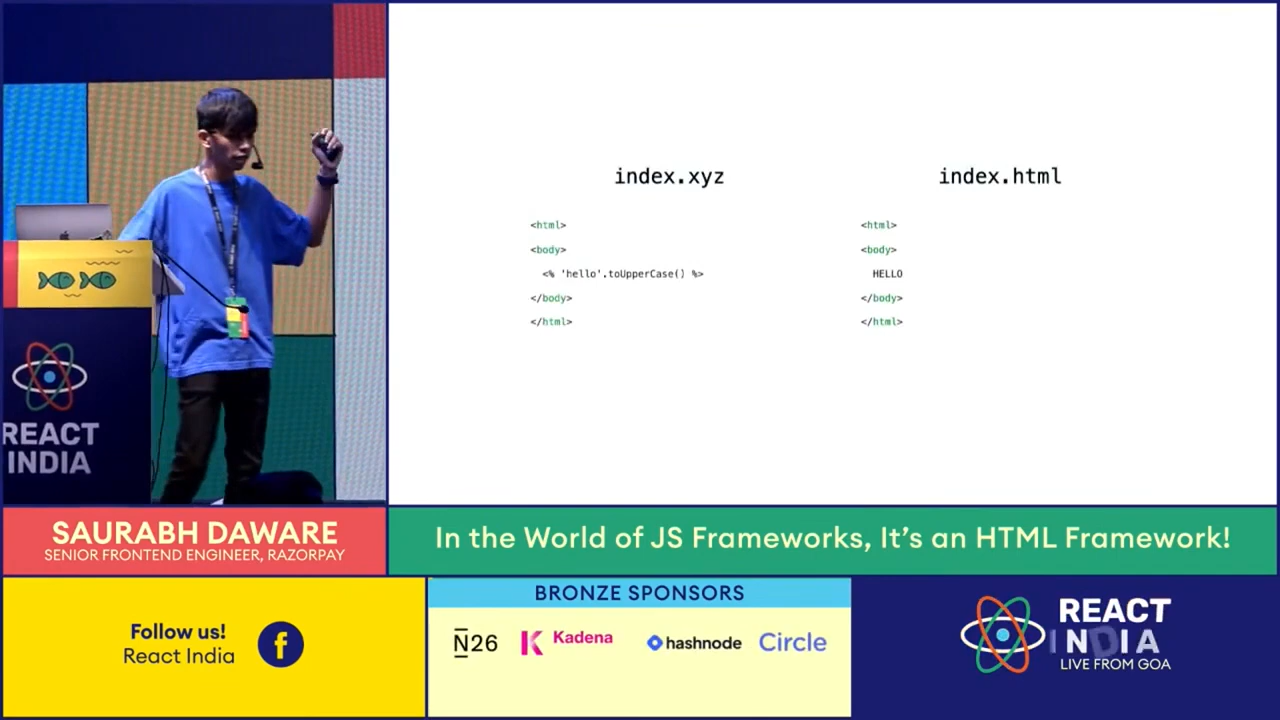 index.xyz
<html>
<body>
<% 'hello'.toUpperCase() %>
</body>
</html>
index.html
<html>
<body>
HELLO
</body>
</html>
REACT
INDIA
SAURABH DAWARE
SENIOR FRONTEND ENGINEER, RAZORPAY
In the World of JS Frameworks, It's an HTML Framework!
Follow us!
React India
BRONZE SPONSORS
N26
Kadena
hashnode
Circle
REACT
INDIA
LIVE FROM GOA